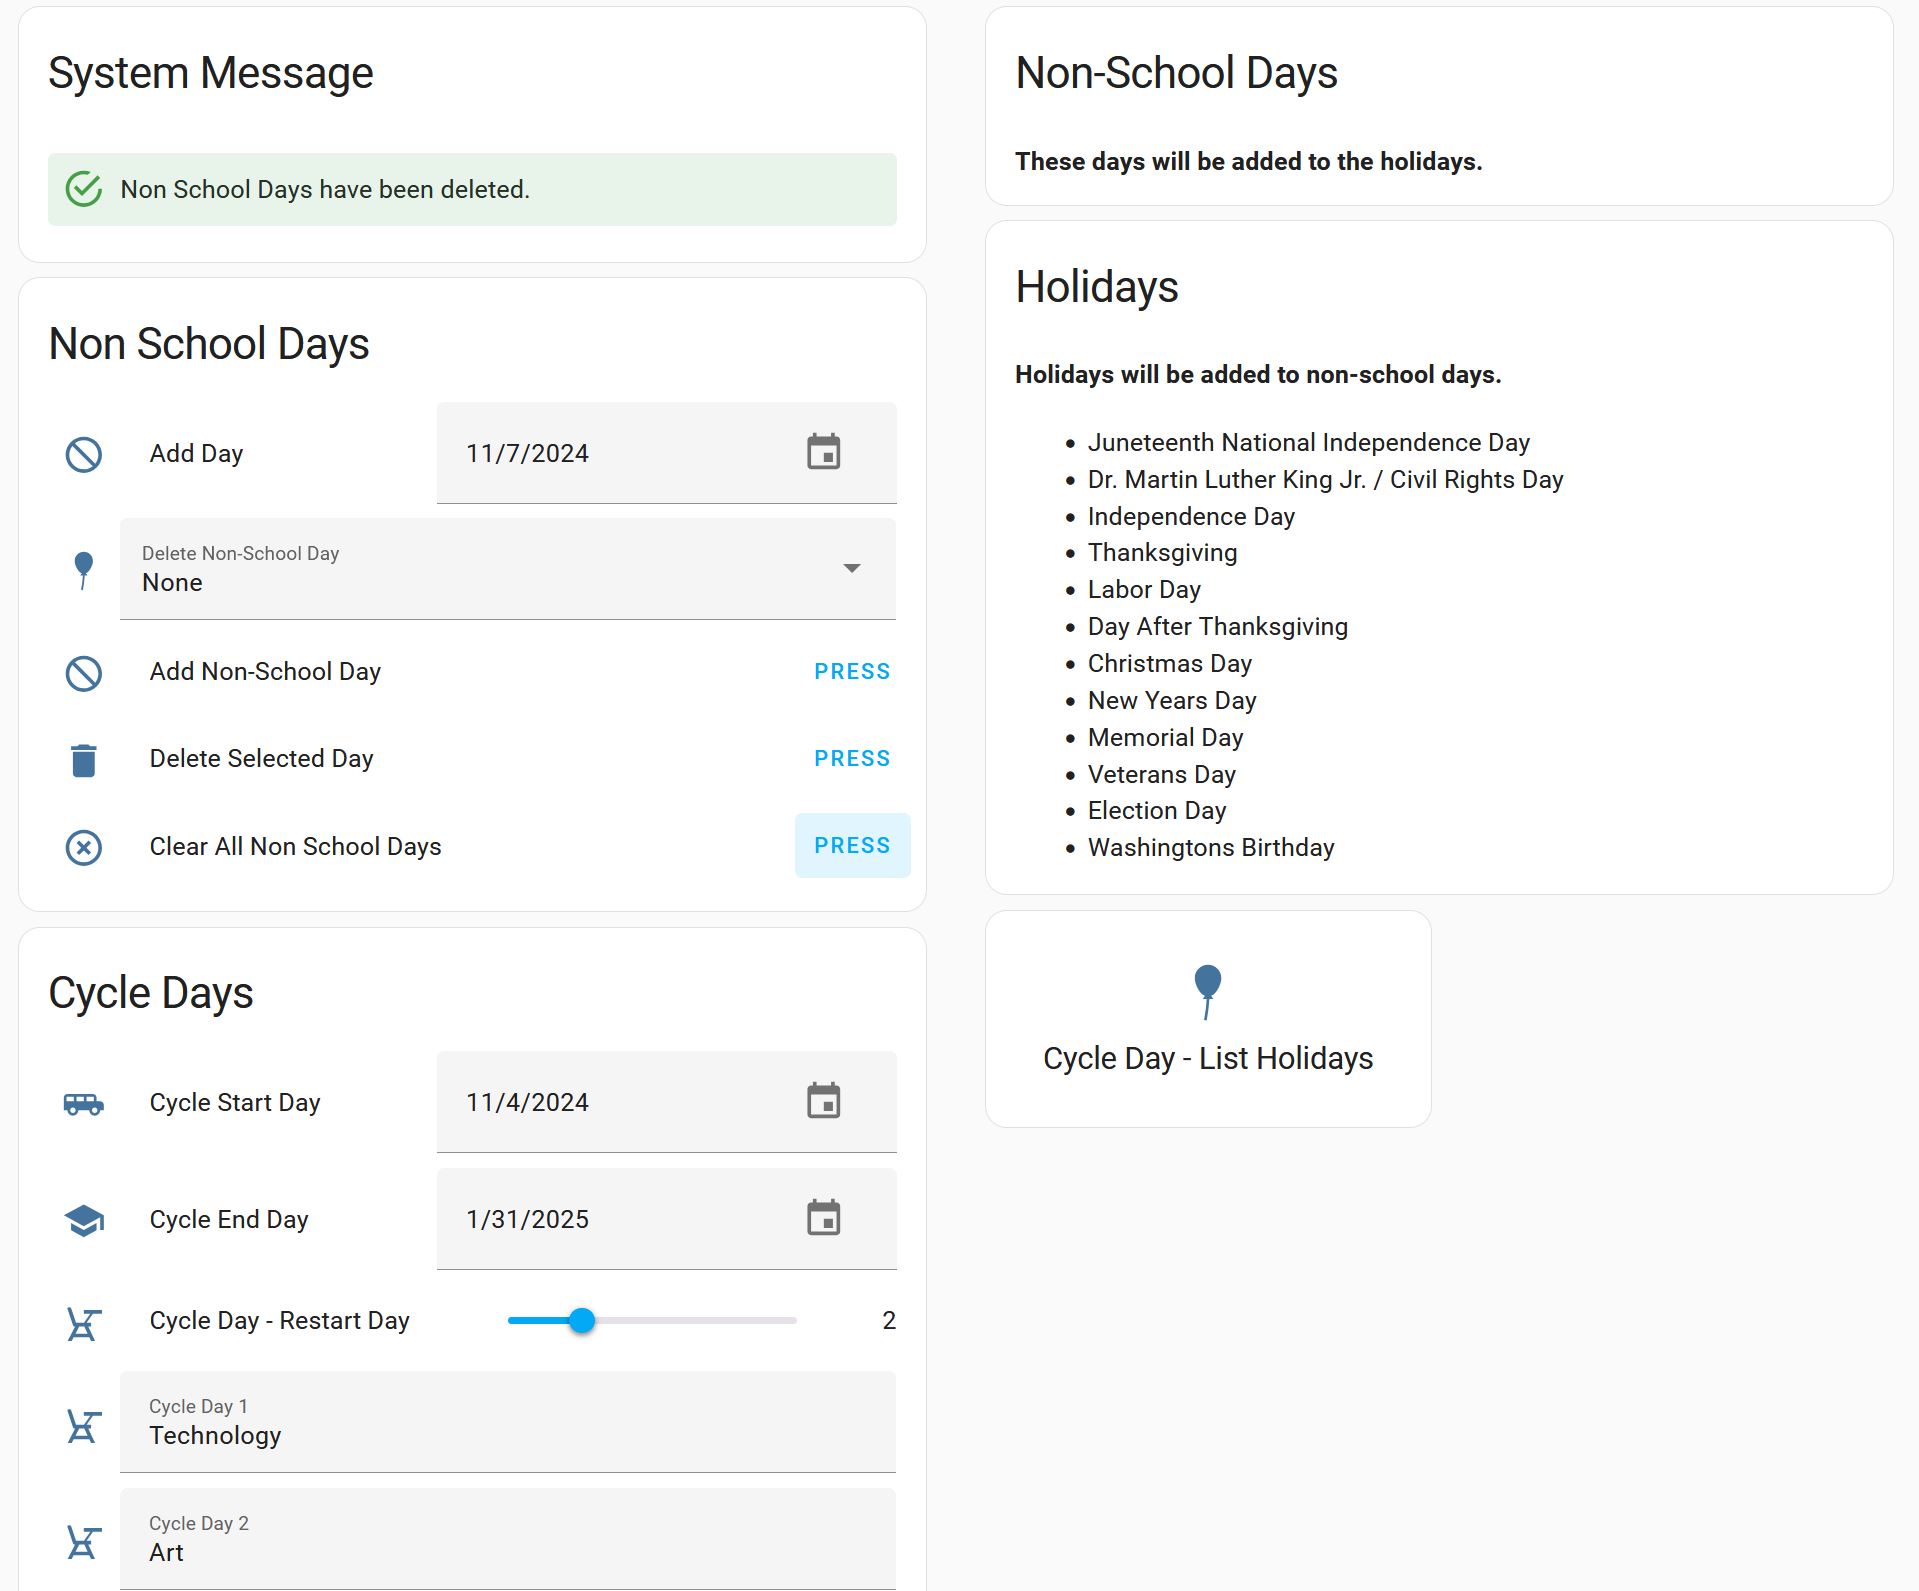 System Message
Non School Days have been deleted.
Non School Days
Add Day
11/7/2024
Delete Non-School Day
None
Add Non-School Day
PRESS
Delete Selected Day
PRESS
Clear All Non School Days
PRESS
Cycle Days
Cycle Start Day
11/4/2024
Cycle End Day
1/31/2025
Cycle Day - Restart Day
2
Cycle Day 1
Technology
Cycle Day 2
Art
Non-School Days
These days will be added to the holidays.
Holidays
Holidays will be added to non-school days.
Juneteenth National Independence Day
Dr. Martin Luther King Jr. / Civil Rights Day
Independence Day
Thanksgiving
Labor Day
Day After Thanksgiving
Christmas Day
New Years Day
Memorial Day
Veterans Day
Election Day
Washingtons Birthday
Cycle Day - List Holidays